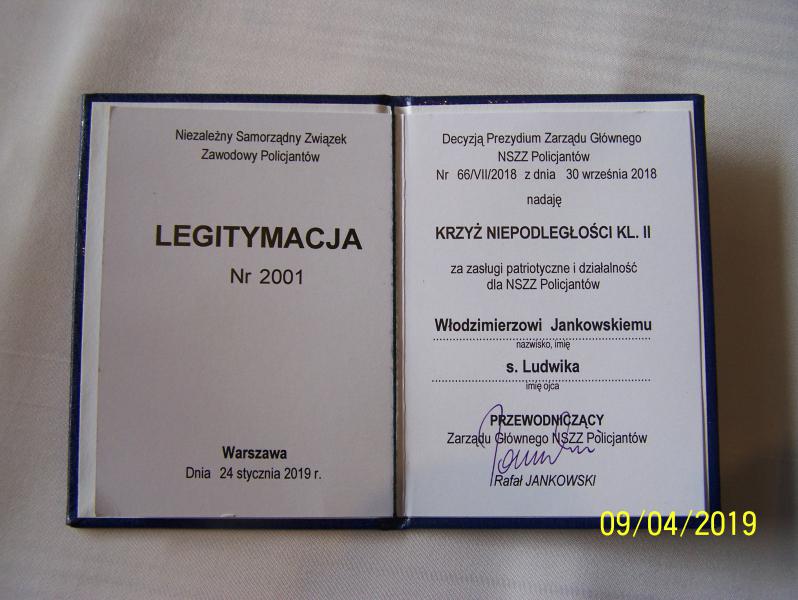 Niezależny Samorządny Związek
Zawodowy Policjantów
LEGITYMACJA
Nr 2001
Warszawa
Dnia 24 stycznia 2019 r.
Decyzją Prezydium Zarządu Głównego
NSZZ Policjantów
Nr 66/VII/2018 z dnia 30 września 2018
nadaję
KRZYŻ NIEPODLEGŁOŚCI KL. II
za zasługi patriotyczne i działalność
dla NSZZ Policjantów
Włodzimierzowi Jankowskiemu
nazwisko, imię
s. Ludwika
imię ojca
PRZEWODNICZĄCY
Zarządu Głównego NSZZ Policjantów
Rafał JANKOWSKI
09/04/2019